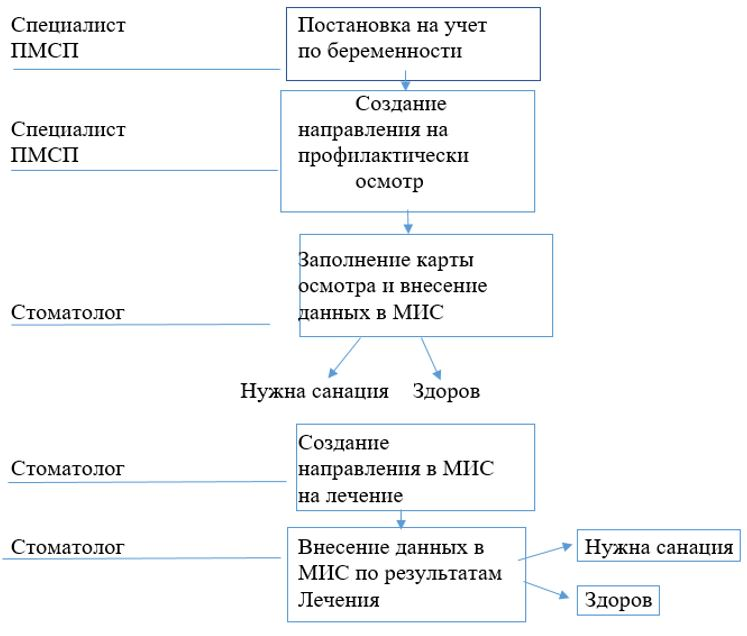 Специалист
ПМСП
Постановка на учет
по беременности
Специалист
ПМСП
Создание
направления на
профилактически
осмотр
Стоматолог
Заполнение карты
осмотра и внесение
данных в МИС
Нужна санация
Здоров
Стоматолог
Создание
направления в МИС
на лечение
Стоматолог
Внесение данных в
МИС по результатам
Лечения
Нужна санация
Здоров